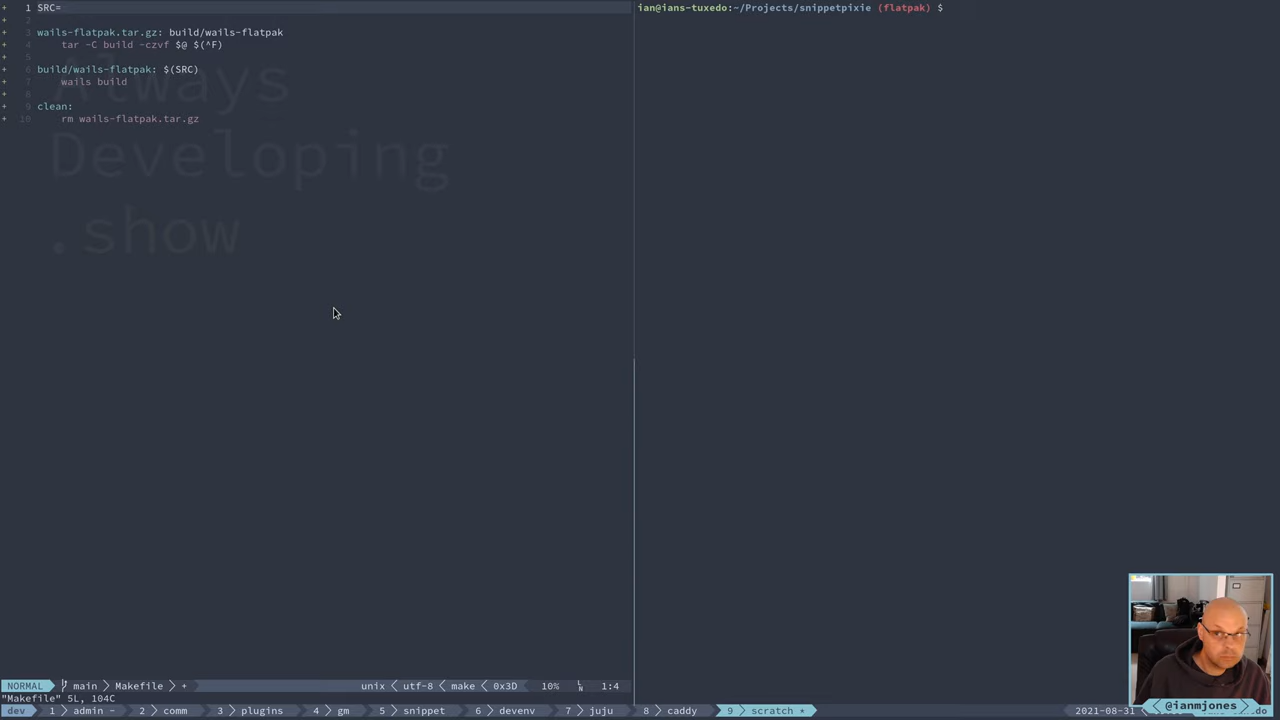 + 1 SRC=
+ 2
+ 3 wails-flatpak.tar.gz: build/wails-flatpak
+ 4 tar -C build -czvf $@ $(^F)
+ 5
+ 6 build/wails-flatpak: $(SRC)
+ 7 wails build
+ 8
+ 9 clean:
+ 10 rm wails-flatpak.tar.gz
Always
Developing
.show
ian@ians-tuxedo:~/Projects/snippetpixie (flatpak) $
NORMAL main Makefile + unix utf-8 make 0x3D 10% LN 1:4
"Makefile" 5L, 104C
dev 1 admin - 2 comm 3 plugins 4 gm 5 snippet 6 devenv 7 juju 8 caddy 9 scratch * 2021-08-31
@ianmjones